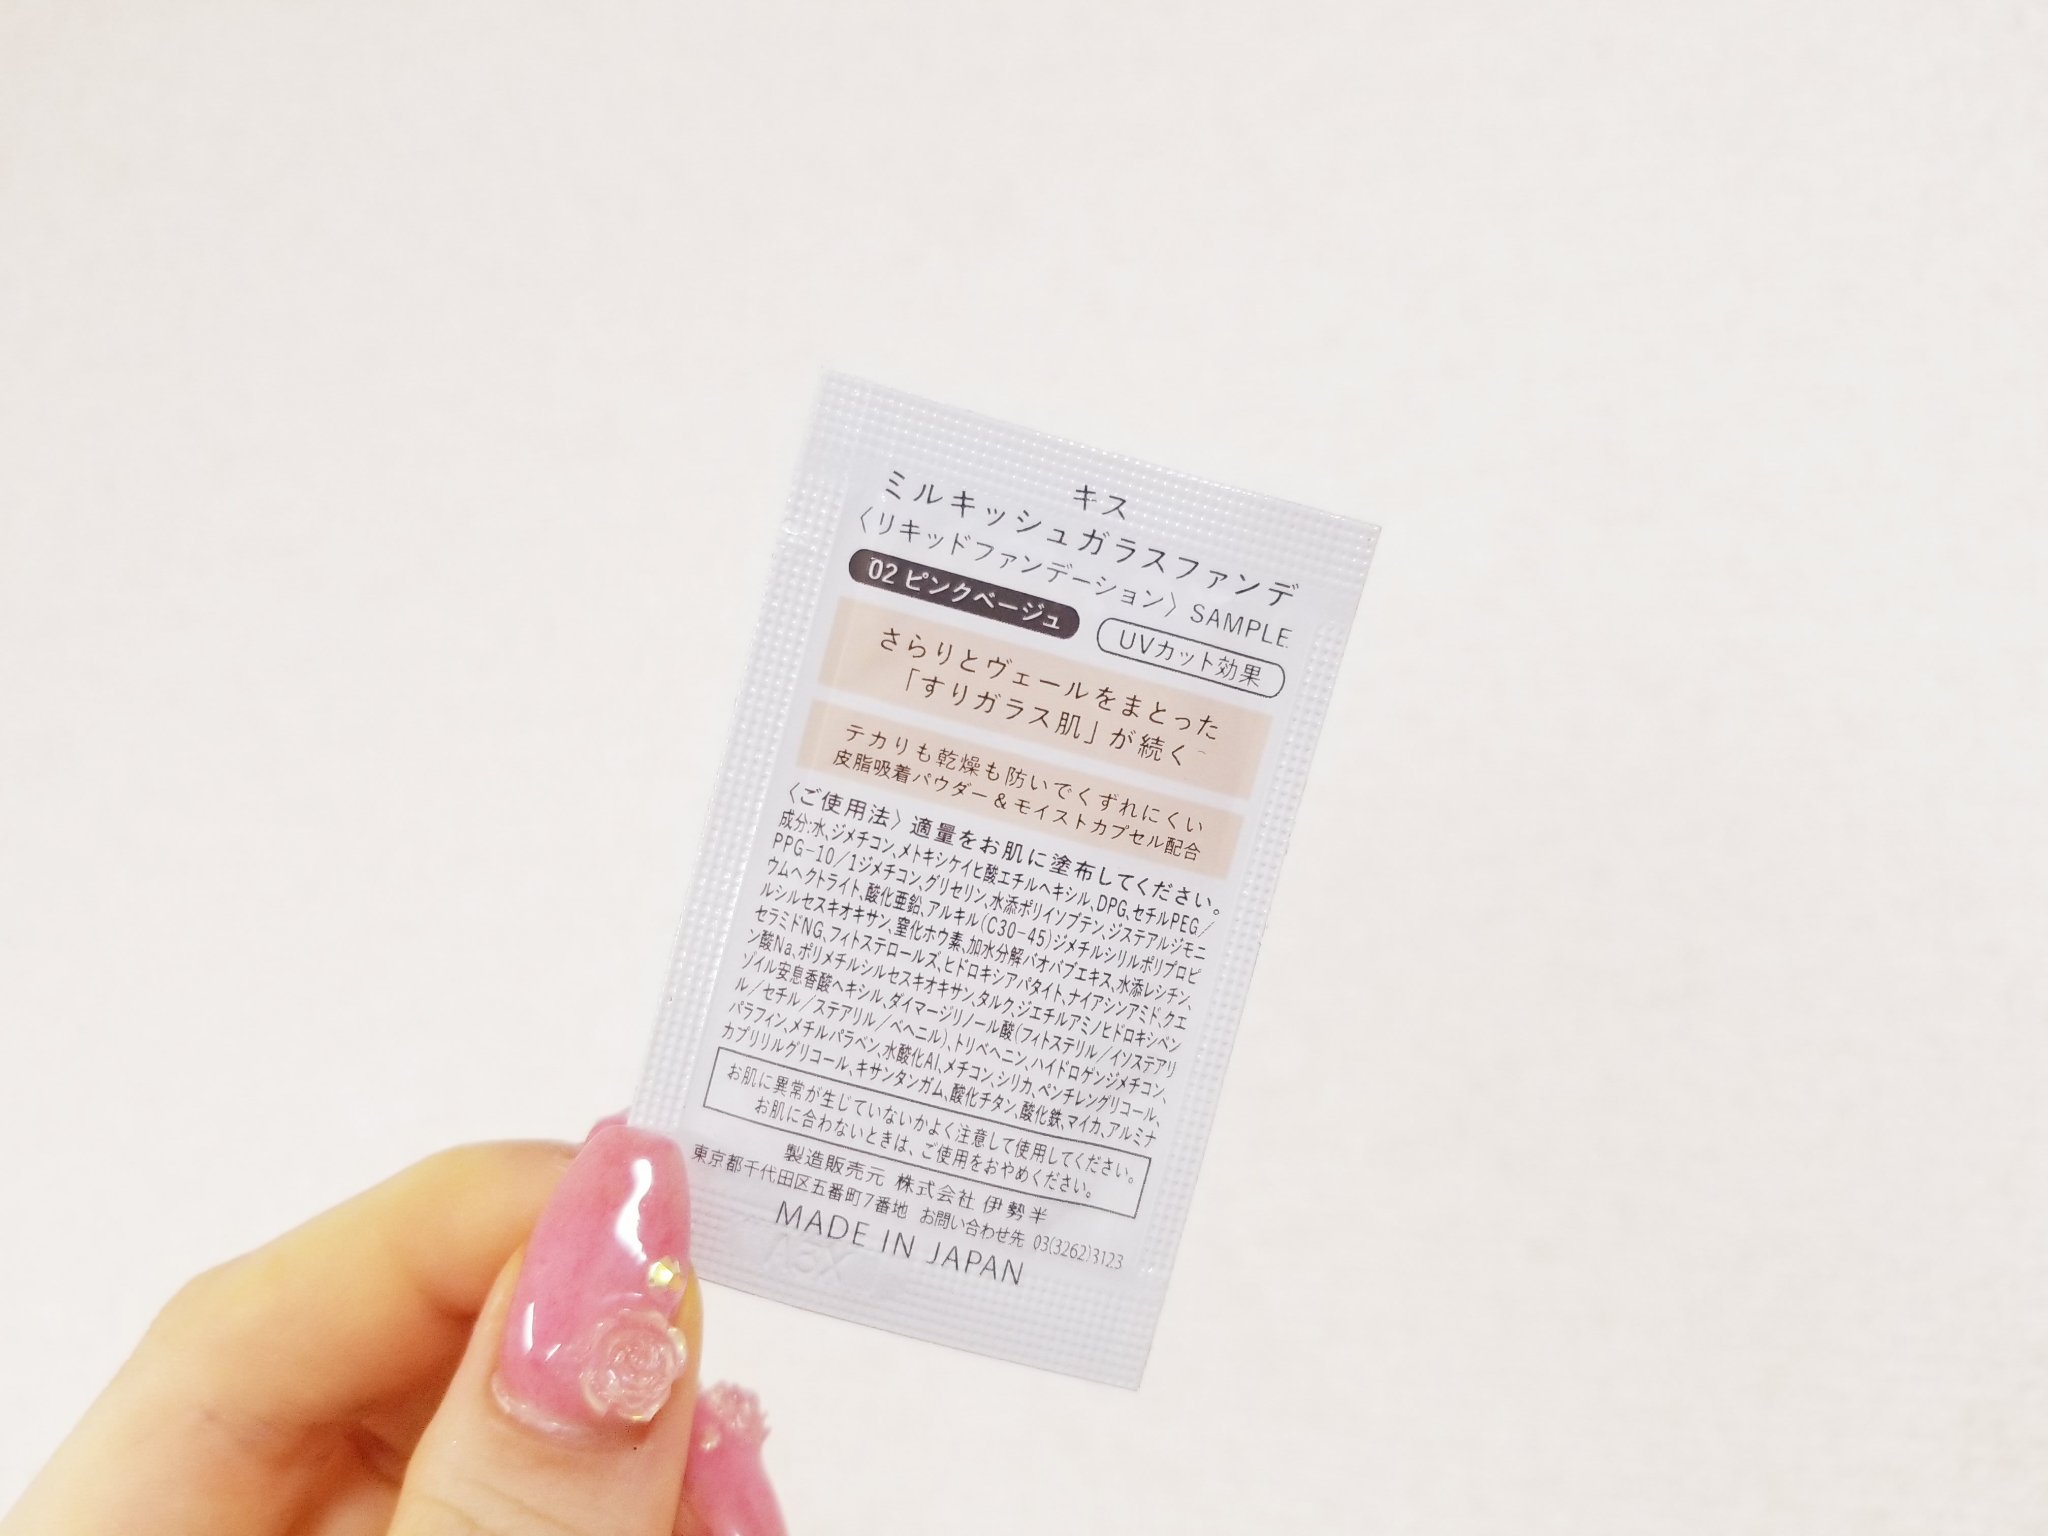 キス
ミルキッシュガラスファンデ
〈リキッドファンデーション〉SAMPLE
02 ピンクベージュ
UVカット効果
さらりとヴェールをまとった
「すりガラス肌」が続く
テカりも乾燥も防いでくずれにくい
皮脂吸着パウダー＆モイストカプセル配合
〈ご使用法〉適量をお肌に塗布してください。
成分:水、ジメチコン、メトキシケイヒ酸エチルヘキシル、DPG、セチルPEG/
PPG-10/1ジメチコン、グリセリン、水添ポリイソブテン、ジステアルジモニ
ウムヘクトライト、酸化亜鉛、アルキル(C30-45)ジメチルシリルポリプロピ
ルシルセスキオキサン、窒化ホウ素、加水分解バオバブエキス、水添レシチン、
セラミドNG、フィトステロールズ、ヒドロキシアパタイト、ナイアシンアミド、クエ
ン酸Na、ポリメチルシルセスキオキサン、タルク、ジエチルアミノヒドロキシベン
ゾイル安息香酸ヘキシル、ダイマージリノール酸(フィトステリル/イソステアリ
ル/セチル/ステアリル/ベヘニル)、トリベヘニン、ハイドロゲンジメチコン、
パラフィン、メチルパラベン、水酸化Al、メチコン、シリカ、ペンチレングリコール、
カプリリルグリコール、キサンタンガム、酸化チタン、酸化鉄、マイカ、アルミナ
お肌に異常が生じていないかよく注意して使用してください。
お肌に合わないときは、ご使用をおやめください。
製造販売元 株式会社 伊勢半
東京都千代田区五番町7番地 お問い合わせ先 03(3262)3123
MADE IN JAPAN